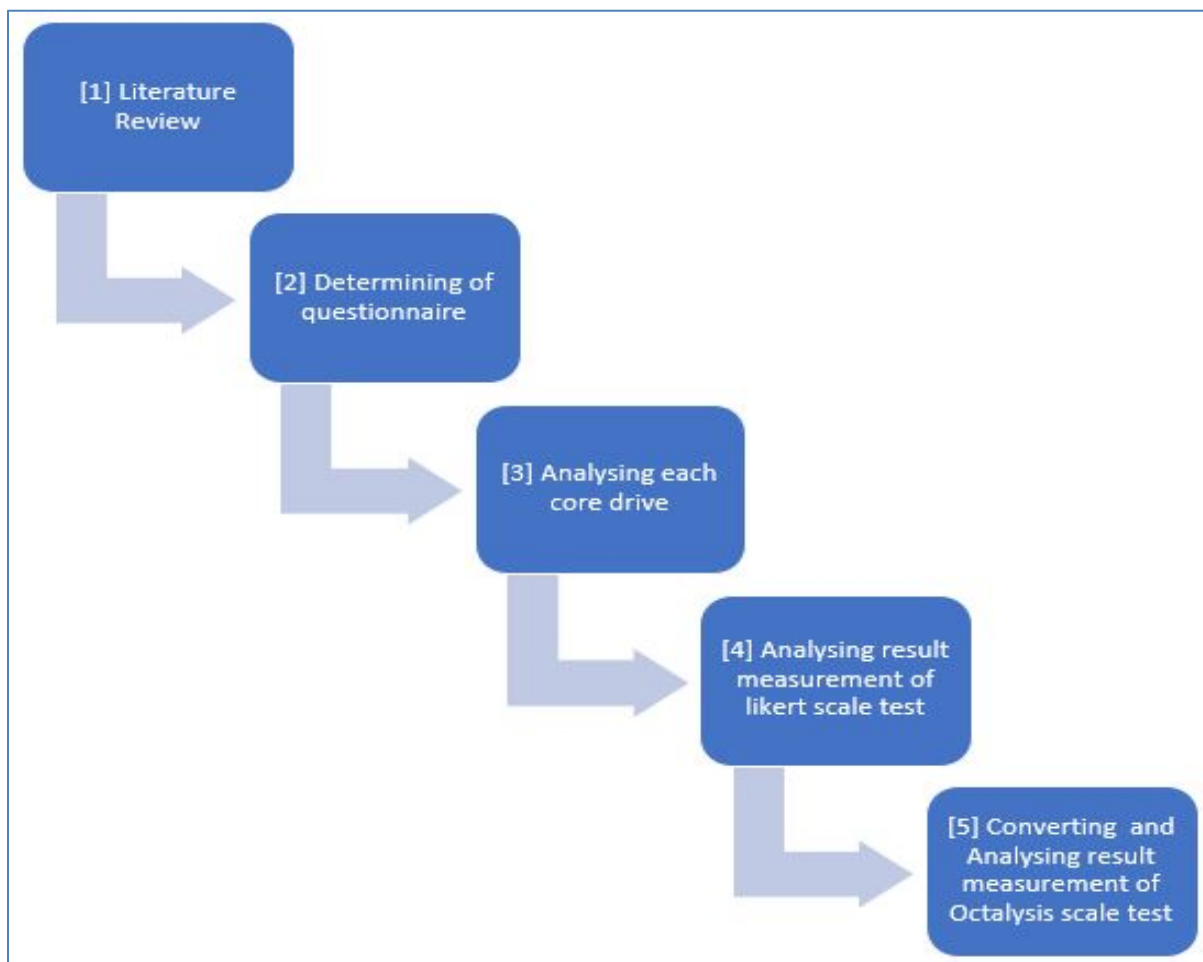 [1] Literature
Review
[2] Determining of
questionnaire
[3] Analysing each
core drive
[4] Analysing result
measurement of
likert scale test
[5] Converting and
Analysing result
measurement of
Octalysis scale test